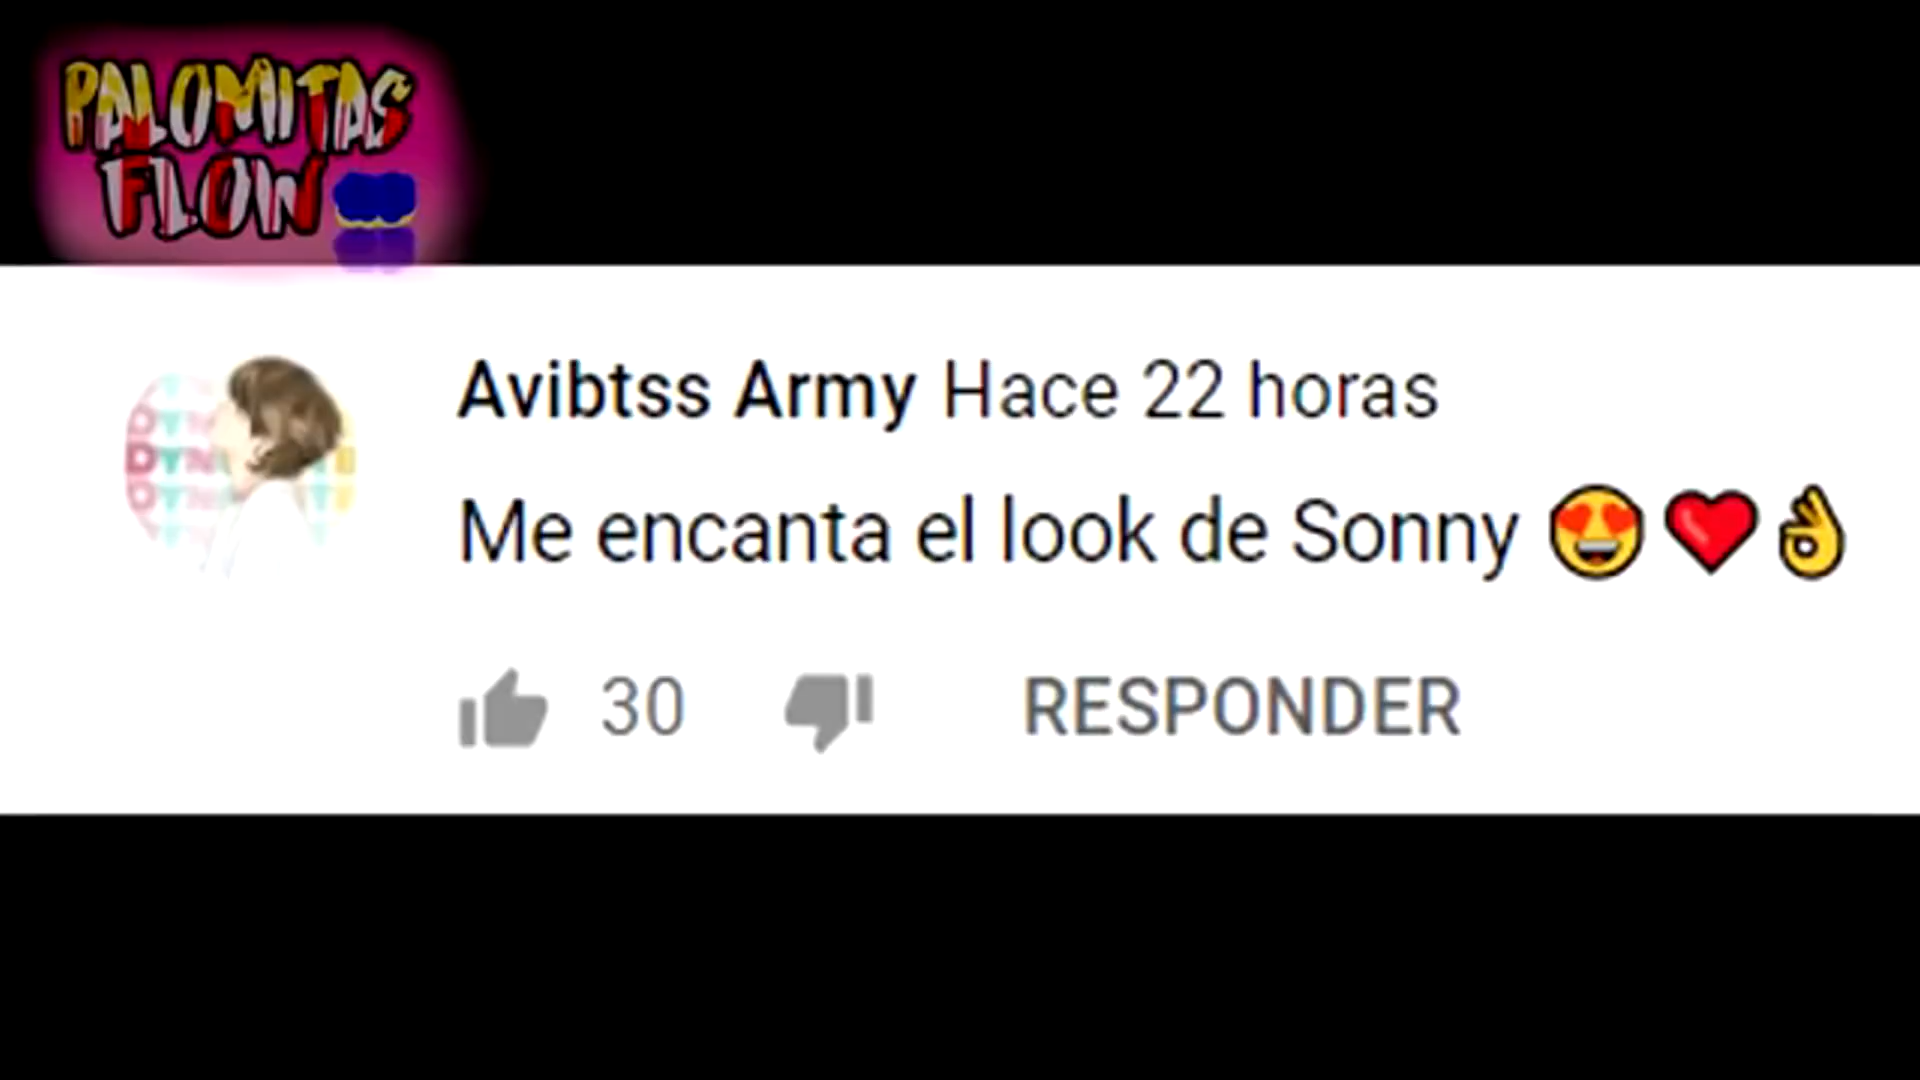 PALOMITAS
FLOW
Avibtss Army Hace 22 horas
Me encanta el look de Sonny 😍❤️👌
30 RESPONDER